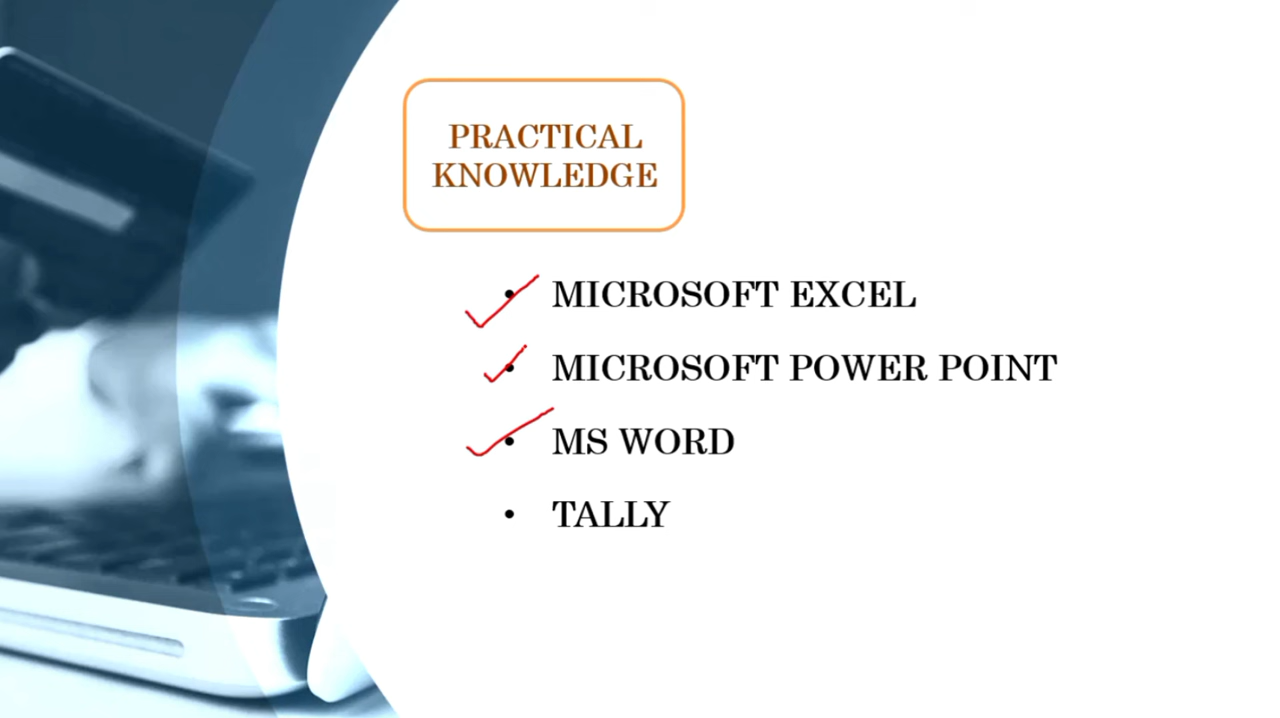 PRACTICAL
KNOWLEDGE
• MICROSOFT EXCEL
• MICROSOFT POWER POINT
• MS WORD
• TALLY